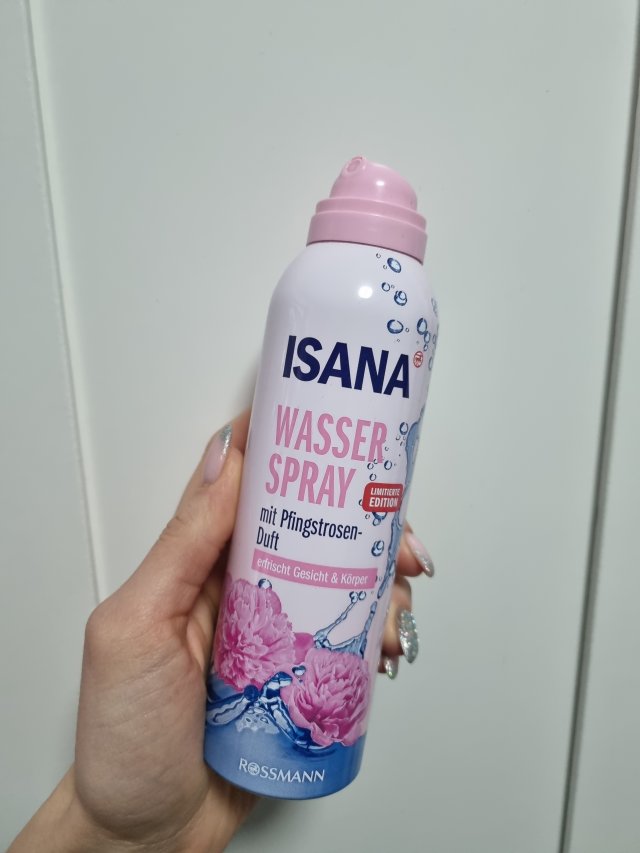 ISANA
WASSER
SPRAY
LIMITIERTE
EDITION
mit Pfingstrosen-
Duft
erfrischt Gesicht & Körper
ROSSMANN